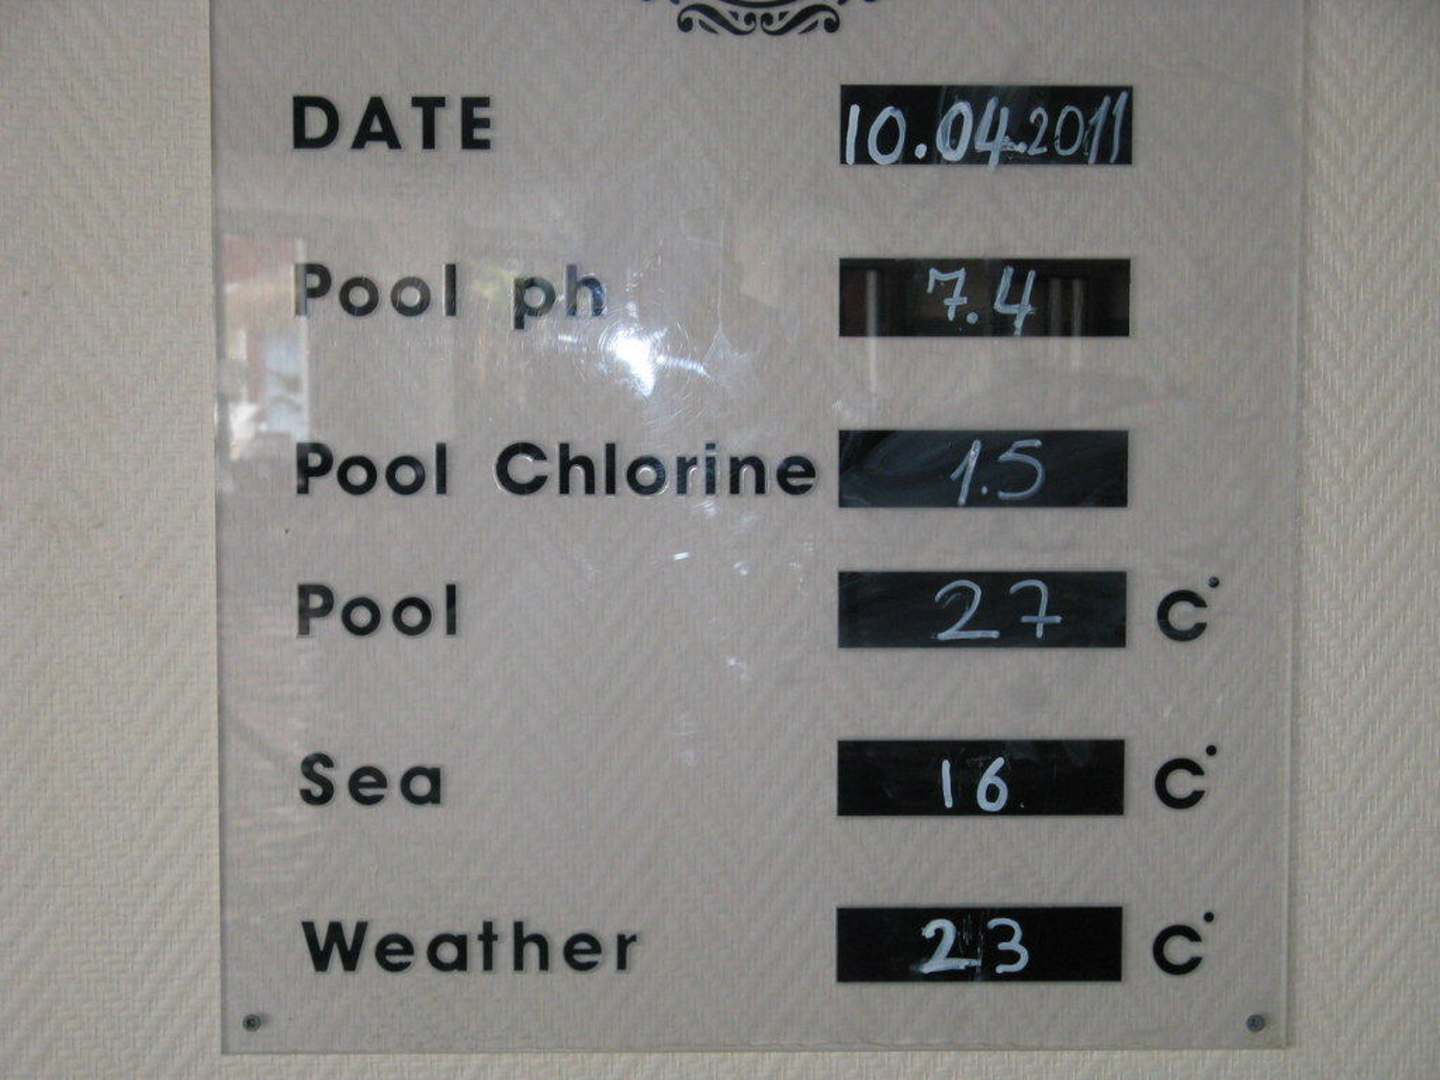 DATE 10.04.2011
Pool ph 7.4
Pool Chlorine 1.5
Pool 27 C°
Sea 16 C°
Weather 23 C°